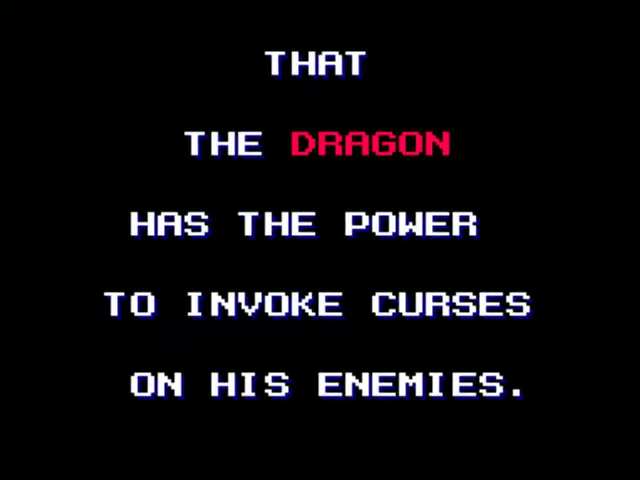 THAT
THE DRAGON
HAS THE POWER
TO INVOKE CURSES
ON HIS ENEMIES.